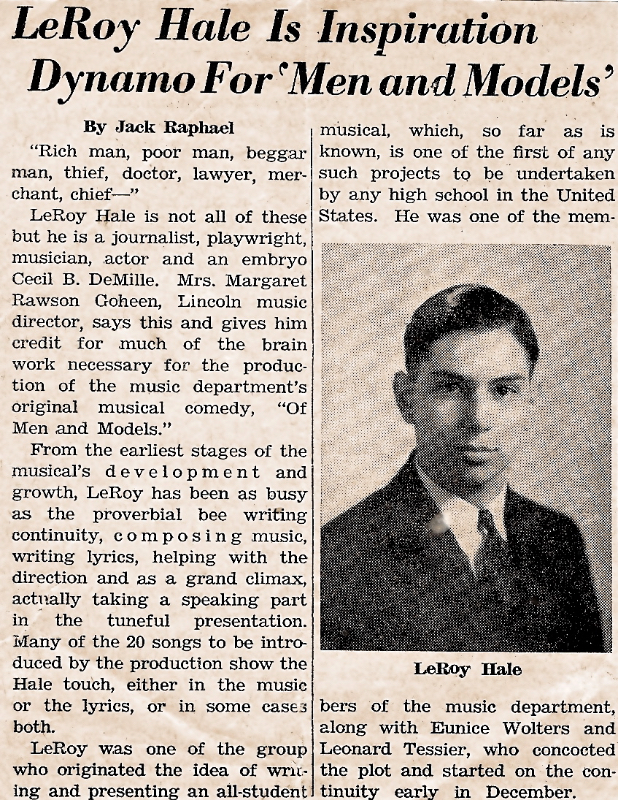 LeRoy Hale Is Inspiration
Dynamo For 'Men and Models'
By Jack Raphael
"Rich man, poor man, beggar
man, thief, doctor, lawyer, mer-
chant, chief—"
LeRoy Hale is not all of these
but he is a journalist, playwright,
musician, actor and an embryo
Cecil B. DeMille. Mrs. Margaret
Rawson Goheen, Lincoln music
director, says this and gives him
credit for much of the brain
work necessary for the produc-
tion of the music department's
original musical comedy, "Of
Men and Models."
From the earliest stages of the
musical's development and
growth, LeRoy has been as busy
as the proverbial bee writing
continuity, composing music,
writing lyrics, helping with the
direction and as a grand climax,
actually taking a speaking part
in the tuneful presentation.
Many of the 20 songs to be intro-
duced by the production show the
Hale touch, either in the music
or the lyrics, or in some cases
both.
LeRoy was one of the group
who originated the idea of writ-
ing and presenting an all-student
musical, which, so far as is
known, is one of the first of any
such projects to be undertaken
by any high school in the United
States. He was one of the mem-
LeRoy Hale
bers of the music department,
along with Eunice Wolters and
Leonard Tessier, who concocted
the plot and started on the con-
tinuity early in December.